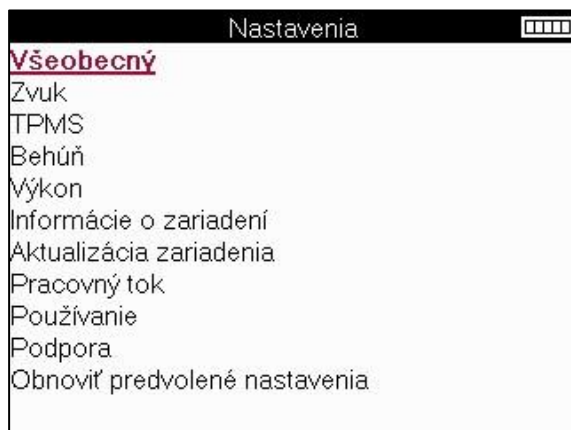 Nastavenia
Všeobecný
Zvuk
TPMS
Behúň
Výkon
Informácie o zariadení
Aktualizácia zariadenia
Pracovný tok
Používanie
Podpora
Obnoviť predvolené nastavenia